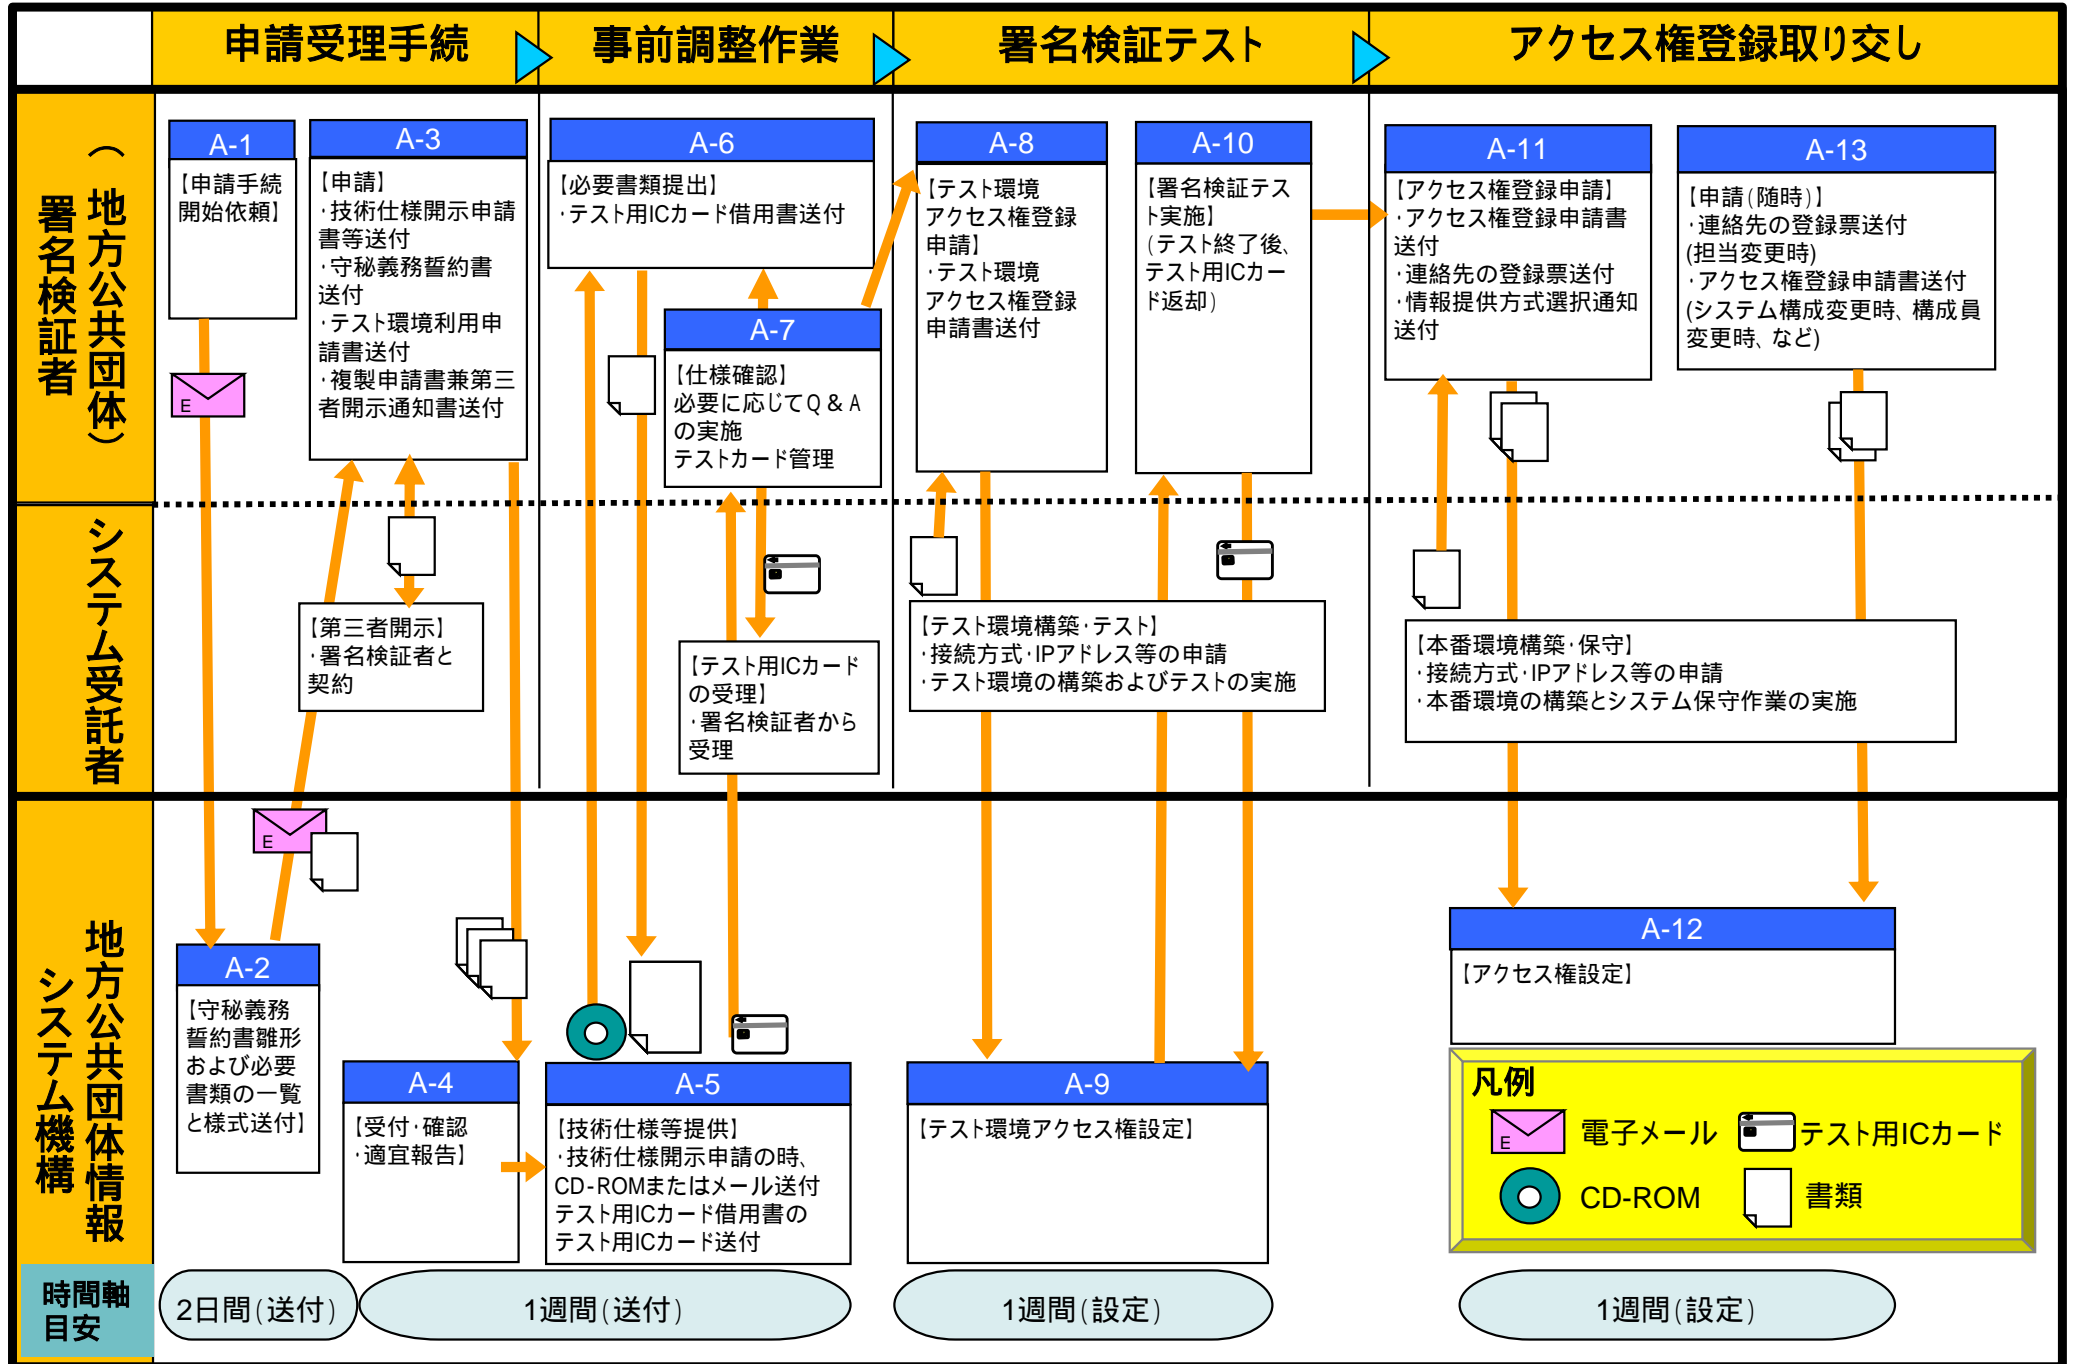 申請受理手続
事前調整作業
署名検証テスト
アクセス権登録取り交し
署名検証者
（地方公共団体）
A-1
【申請手続
開始依頼】
A-3
【申請】
・技術仕様開示申請
書等送付
・守秘義務誓約書
送付
・テスト環境利用申
請書送付
・複製申請書兼第三
者開示通知書送付
A-6
【必要書類提出】
・テスト用ICカード借用書送付
A-7
【仕様確認】
必要に応じてQ & A
の実施
テストカード管理
A-8
【テスト環境
アクセス権登録
申請】
・テスト環境
アクセス権登録
申請書送付
A-10
【署名検証テス
ト実施】
（テスト終了後、
テスト用ICカー
ド返却）
A-11
【アクセス権登録申請】
・アクセス権登録申請書
送付
・連絡先の登録票送付
・情報提供方式選択通知
送付
A-13
【申請(随時)】
・連絡先の登録票送付
(担当変更時)
・アクセス権登録申請書送付
(システム構成変更時、構成員
変更時、など)
E
システム受託者
【第三者開示】
・署名検証者と
契約
【テスト用ICカード
の受理】
・署名検証者から
受理
【テスト環境構築・テスト】
・接続方式・IPアドレス等の申請
・テスト環境の構築およびテストの実施
【本番環境構築・保守】
・接続方式・IPアドレス等の申請
・本番環境の構築とシステム保守作業の実施
地方公共団体情報
システム機構
E
A-2
【守秘義務
誓約書雛形
および必要
書類の一覧
と様式送付】
A-4
【受付・確認
・適宜報告】
A-5
【技術仕様等提供】
・技術仕様開示申請の時、
CD-ROMまたはメール送付
テスト用ICカード借用書の
テスト用ICカード送付
A-9
【テスト環境アクセス権設定】
A-12
【アクセス権設定】
凡例
E
電子メール
テスト用ICカード
CD-ROM
書類
時間軸
目安
2日間(送付)
1週間(送付)
1週間(設定)
1週間(設定)